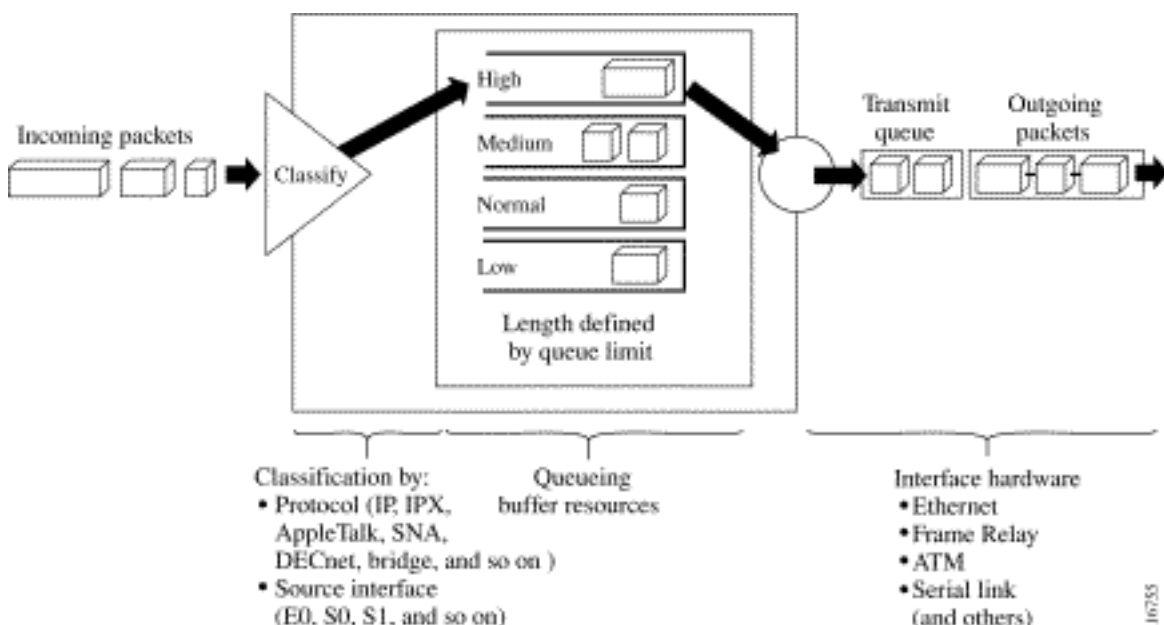 Incoming packets
Classify
High
Medium
Normal
Low
Length defined
by queue limit
Transmit
queue
Outgoing
packets
Classification by:
• Protocol (IP, IPX,
AppleTalk, SNA,
DECnet, bridge, and so on )
• Source interface
(E0, S0, S1, and so on)
Queueing
buffer resources
Interface hardware
• Ethernet
• Frame Relay
• ATM
• Serial link
(and others)
16755